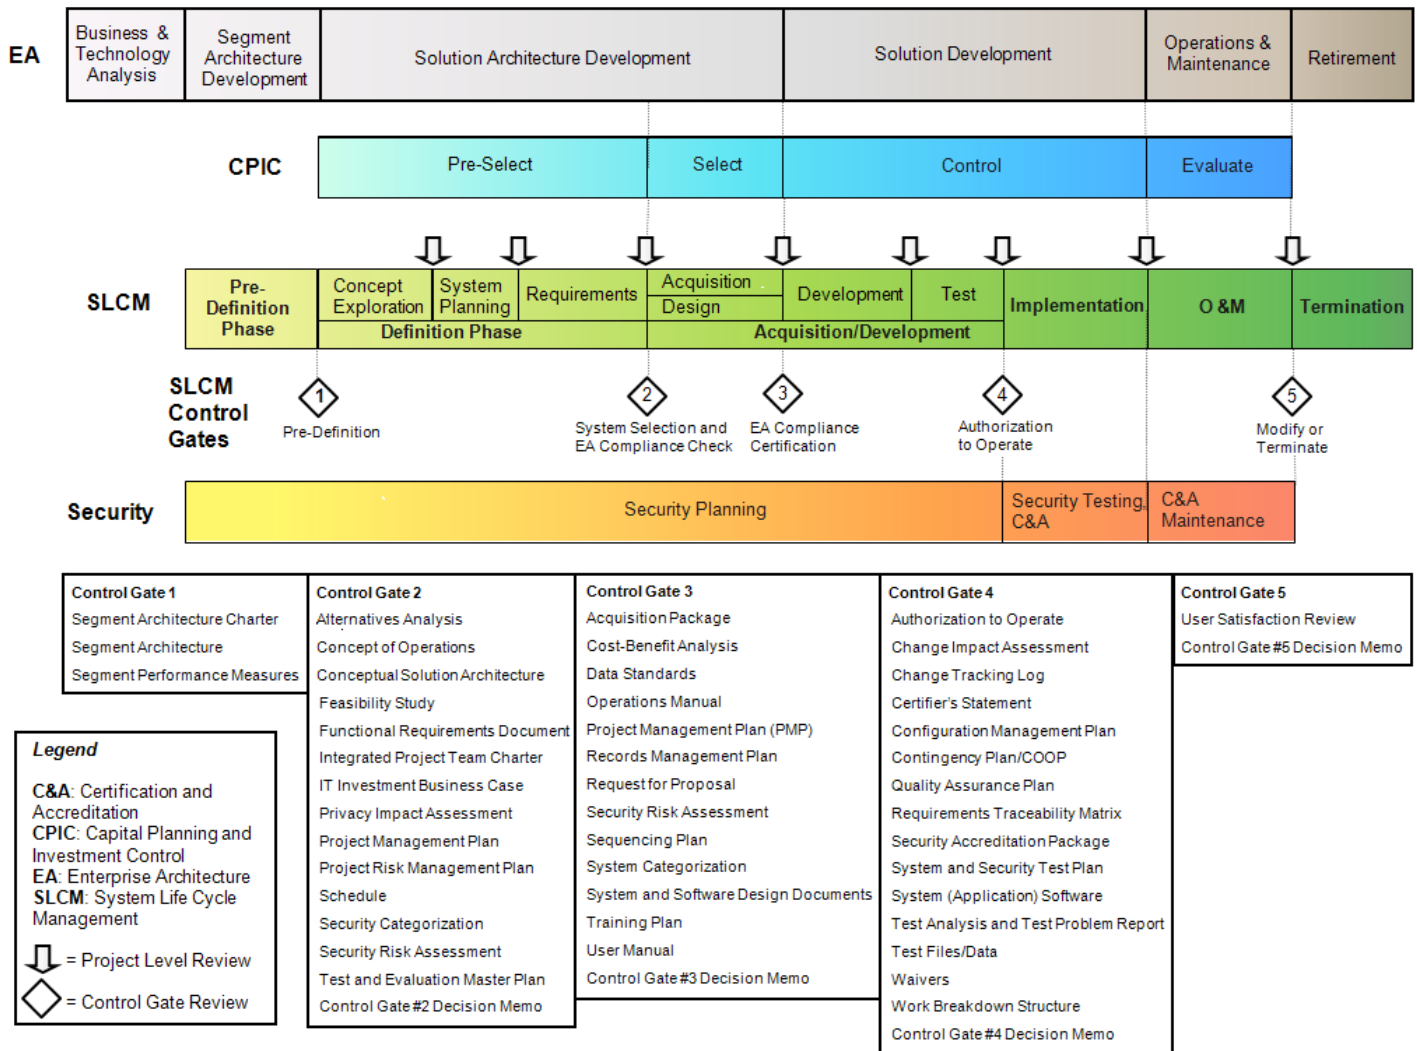 EA
Business &
Technology
Analysis
Segment
Architecture
Development
Solution Architecture Development
Solution Development
Operations &
Maintenance
Retirement
CPIC
Pre-Select
Select
Control
Evaluate
SLCM
Pre-
Definition
Phase
Concept
Exploration
System
Planning
Requirements
Acquisition
Design
Development
Test
Implementation
O &M
Termination
Definition Phase
Acquisition/Development
SLCM
Control
Gates
1
Pre-Definition
2
System Selection and
EA Compliance Check
3
EA Compliance
Certification
4
Authorization
to Operate
5
Modify or
Terminate
Security
Security Planning
Security Testing,
C&A
C&A
Maintenance
Control Gate 1
Segment Architecture Charter
Segment Architecture
Segment Performance Measures
Control Gate 2
Alternatives Analysis
Concept of Operations
Conceptual Solution Architecture
Feasibility Study
Functional Requirements Document
Integrated Project Team Charter
IT Investment Business Case
Privacy Impact Assessment
Project Management Plan
Project Risk Management Plan
Schedule
Security Categorization
Security Risk Assessment
Test and Evaluation Master Plan
Control Gate #2 Decision Memo
Control Gate 3
Acquisition Package
Cost-Benefit Analysis
Data Standards
Operations Manual
Project Management Plan (PMP)
Records Management Plan
Request for Proposal
Security Risk Assessment
Sequencing Plan
System Categorization
System and Software Design Documents
Training Plan
User Manual
Control Gate #3 Decision Memo
Control Gate 4
Authorization to Operate
Change Impact Assessment
Change Tracking Log
Certifier's Statement
Configuration Management Plan
Contingency Plan/COOP
Quality Assurance Plan
Requirements Traceability Matrix
Security Accreditation Package
System and Security Test Plan
System (Application) Software
Test Analysis and Test Problem Report
Test Files/Data
Waivers
Work Breakdown Structure
Control Gate #4 Decision Memo
Control Gate 5
User Satisfaction Review
Control Gate #5 Decision Memo
Legend
C&A: Certification and
Accreditation
CPIC: Capital Planning and
Investment Control
EA: Enterprise Architecture
SLCM: System Life Cycle
Management
= Project Level Review
= Control Gate Review